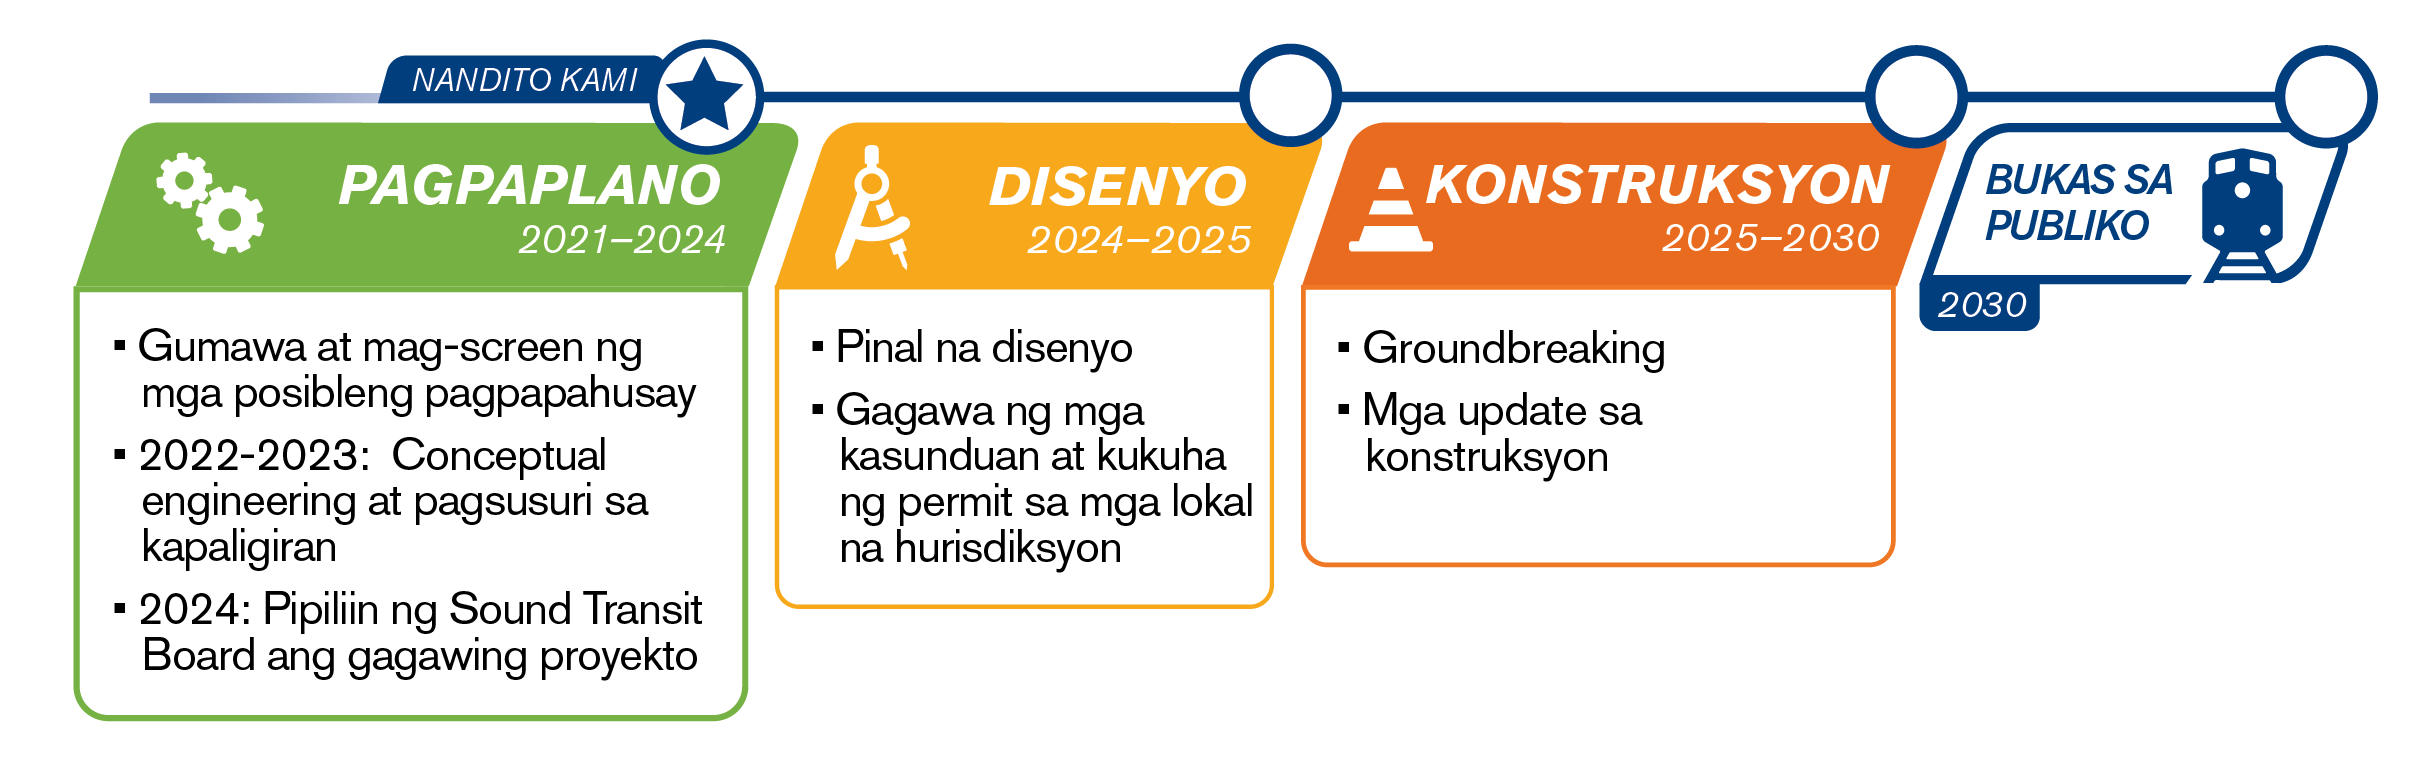 NANDITO KAMI
PAGPAPLANO
2021–2024
▪ Gumawa at mag-screen ng
mga posibleng pagpapahusay
▪ 2022-2023:  Conceptual
engineering at pagsusuri sa
kapaligiran
▪ 2024: Pipiliin ng Sound Transit
Board ang gagawing proyekto
DISENYO
2024–2025
▪ Pinal na disenyo
▪ Gagawa ng mga
kasunduan at kukuha
ng permit sa mga lokal
na hurisdiksyon
KONSTRUKSYON
2025–2030
▪ Groundbreaking
▪ Mga update sa
konstruksyon
BUKAS SA
PUBLIKO
2030